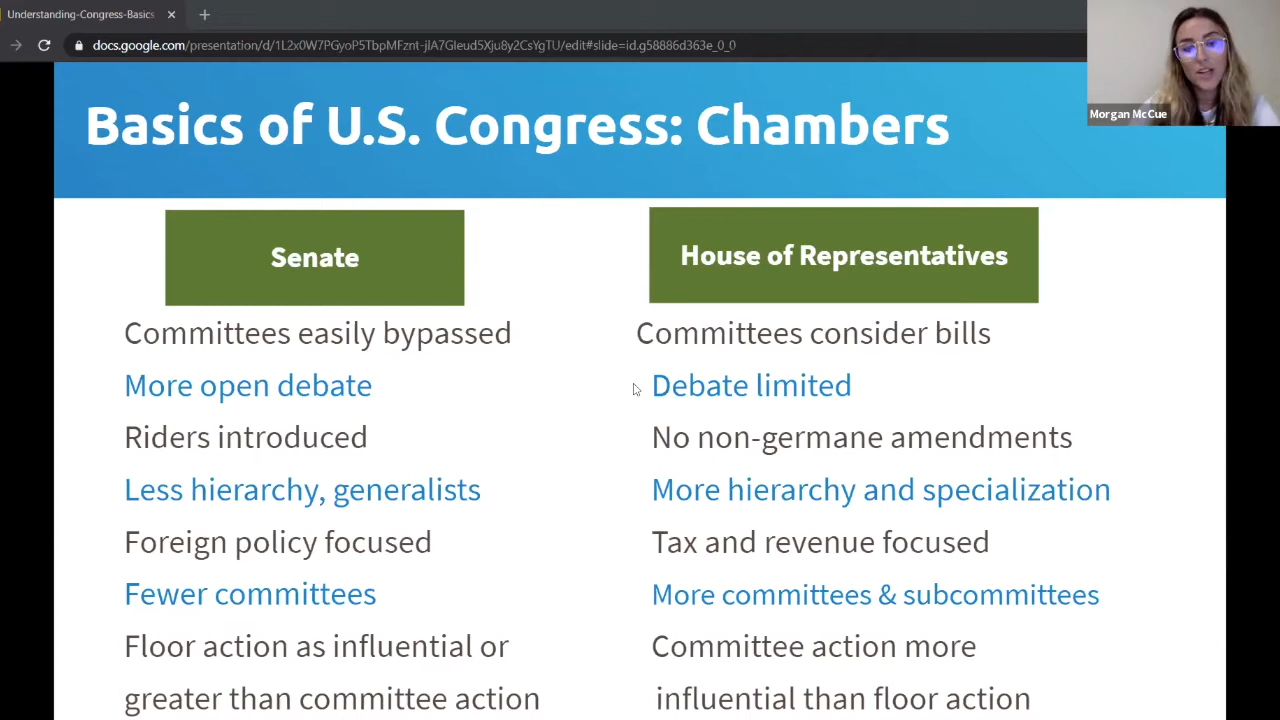 Understanding-Congress-Basics
docs.google.com/presentation/d/1L2x0W7PGyoP5TbpMFznt-jlA7Gleud5Xju8y2CsYgTU/edit#slide=id.g58886d363e_0_0
Morgan McCue
Basics of U.S. Congress: Chambers
Senate
Committees easily bypassed
More open debate
Riders introduced
Less hierarchy, generalists
Foreign policy focused
Fewer committees
Floor action as influential or
greater than committee action
House of Representatives
Committees consider bills
Debate limited
No non-germane amendments
More hierarchy and specialization
Tax and revenue focused
More committees & subcommittees
Committee action more
influential than floor action